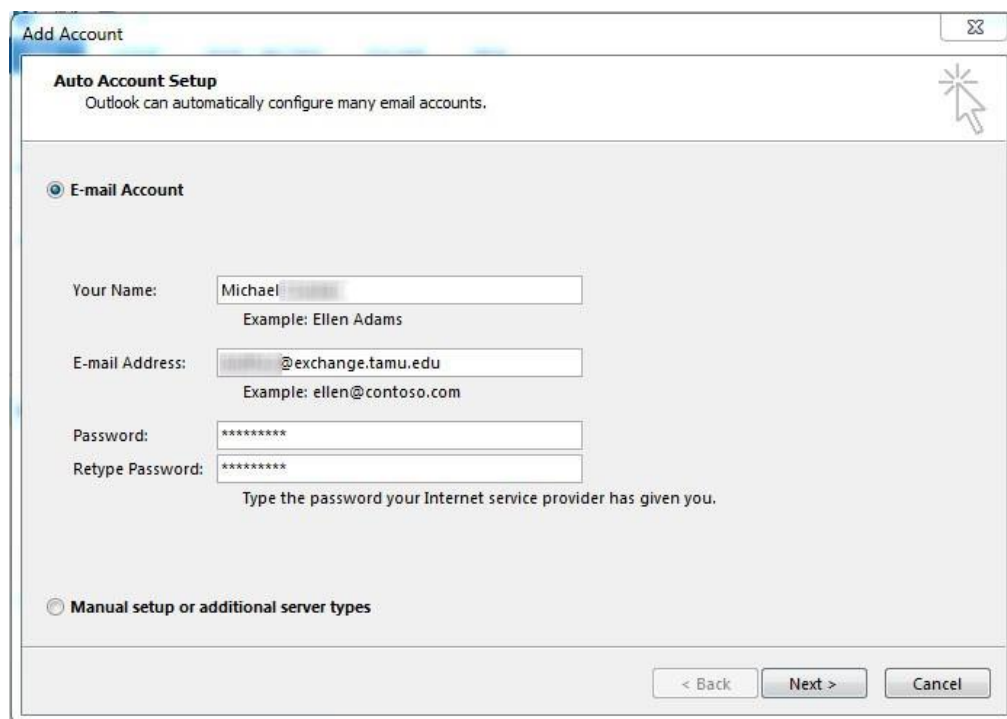 Add Account
Auto Account Setup
Outlook can automatically configure many email accounts.
E-mail Account
Your Name: Michael
Example: Ellen Adams
E-mail Address: @exchange.tamu.edu
Example: ellen@contoso.com
Password: *********
Retype Password: *********
Type the password your Internet service provider has given you.
Manual setup or additional server types
< Back Next > Cancel